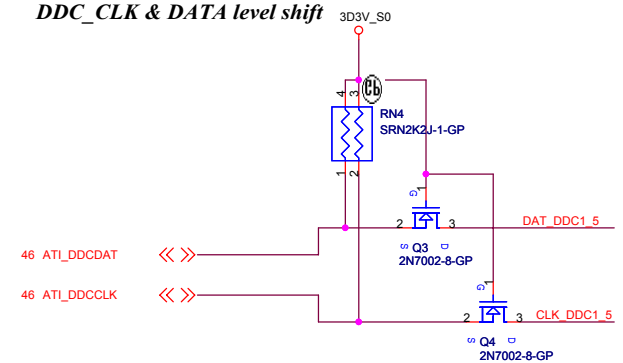 DDC_CLK & DATA level shift
3D3V_S0
4 3
RN4
SRN2K2J-1-GP
1 2
G 1
2 3
DAT_DDC1_5
S Q3 D
2N7002-8-GP
46 ATI_DDCDAT
46 ATI_DDCCLK
G 1
2 3
CLK_DDC1_5
S Q4 D
2N7002-8-GP